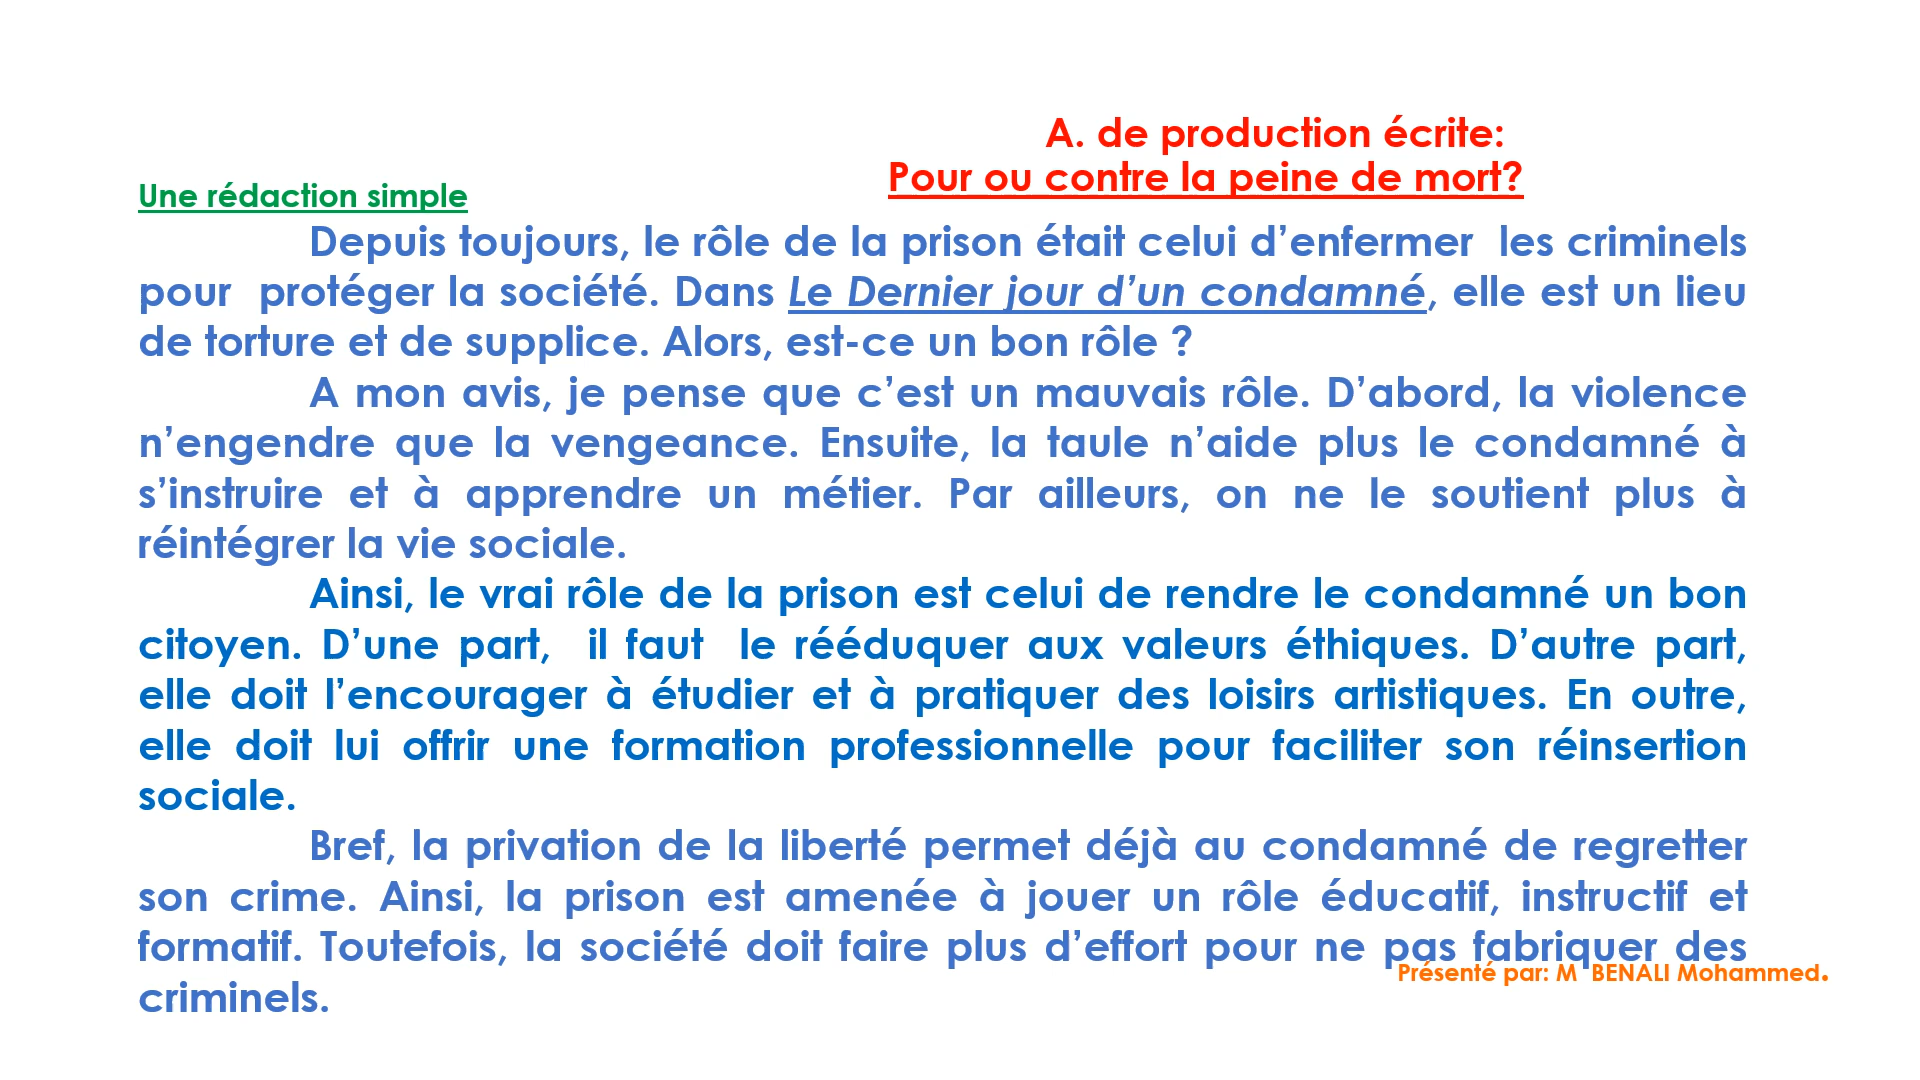 A. de production écrite:
Pour ou contre la peine de mort?
Une rédaction simple
Depuis toujours, le rôle de la prison était celui d’enfermer les criminels
pour protéger la société. Dans Le Dernier jour d’un condamné, elle est un lieu
de torture et de supplice. Alors, est-ce un bon rôle ?
A mon avis, je pense que c’est un mauvais rôle. D’abord, la violence
n’engendre que la vengeance. Ensuite, la taule n’aide plus le condamné à
s’instruire et à apprendre un métier. Par ailleurs, on ne le soutient plus à
réintégrer la vie sociale.
Ainsi, le vrai rôle de la prison est celui de rendre le condamné un bon
citoyen. D’une part, il faut le rééduquer aux valeurs éthiques. D’autre part,
elle doit l’encourager à étudier et à pratiquer des loisirs artistiques. En outre,
elle doit lui offrir une formation professionnelle pour faciliter son réinsertion
sociale.
Bref, la privation de la liberté permet déjà au condamné de regretter
son crime. Ainsi, la prison est amenée à jouer un rôle éducatif, instructif et
formatif. Toutefois, la société doit faire plus d’effort pour ne pas fabriquer des
criminels.
Présenté par: M BENALI Mohammed.